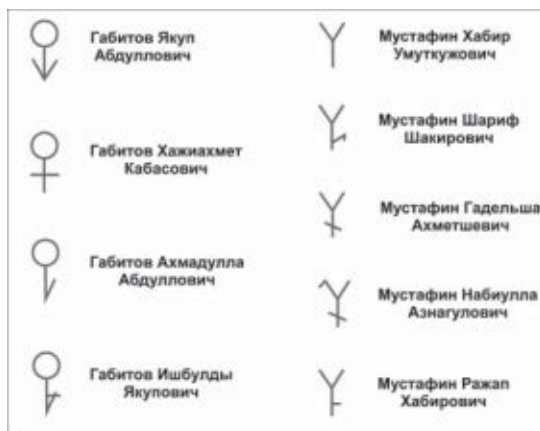 Габитов Якуп
Абдуллович
Габитов Хажиахмет
Кабасович
Габитов Ахмадулла
Абдуллович
Габитов Ишбулды
Якупович
Мустафин Хабир
Умуткужович
Мустафин Шариф
Шакирович
Мустафин Гадельша
Ахметшевич
Мустафин Набиулла
Азнагулович
Мустафин Ражап
Хабирович